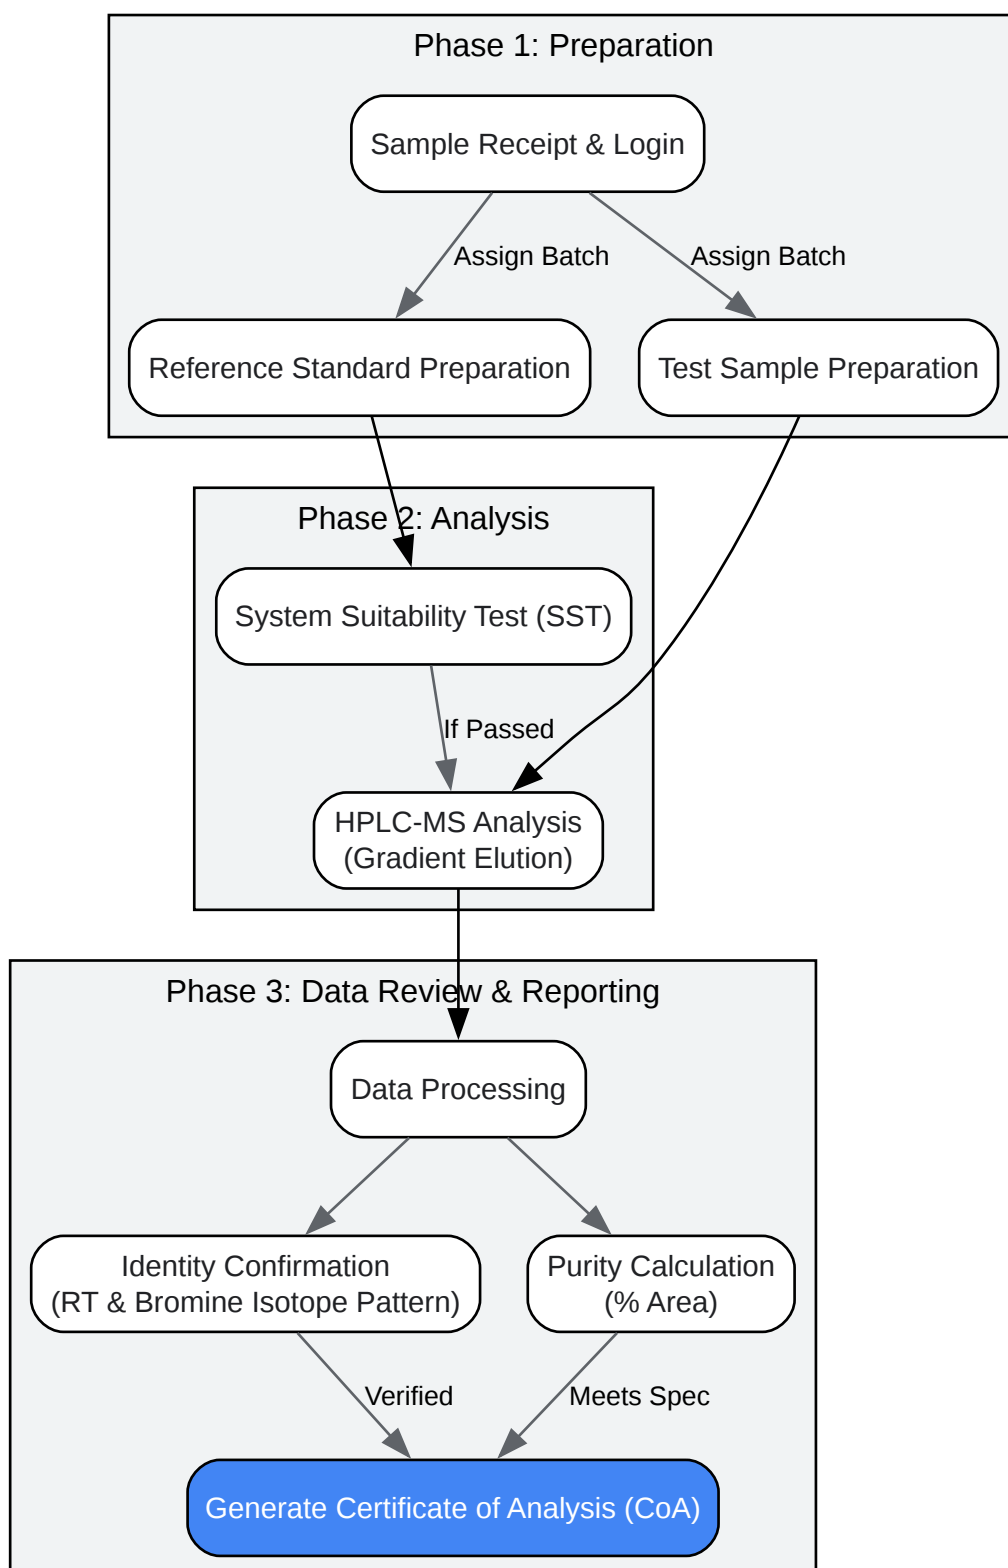 Phase 1: Preparation
Sample Receipt & Login
Assign Batch
Assign Batch
Reference Standard Preparation
Test Sample Preparation
Phase 2: Analysis
System Suitability Test (SST)
If Passed
HPLC-MS Analysis
(Gradient Elution)
Phase 3: Data Review & Reporting
Data Processing
Identity Confirmation
(RT & Bromine Isotope Pattern)
Purity Calculation
(% Area)
Verified
Meets Spec
Generate Certificate of Analysis (CoA)